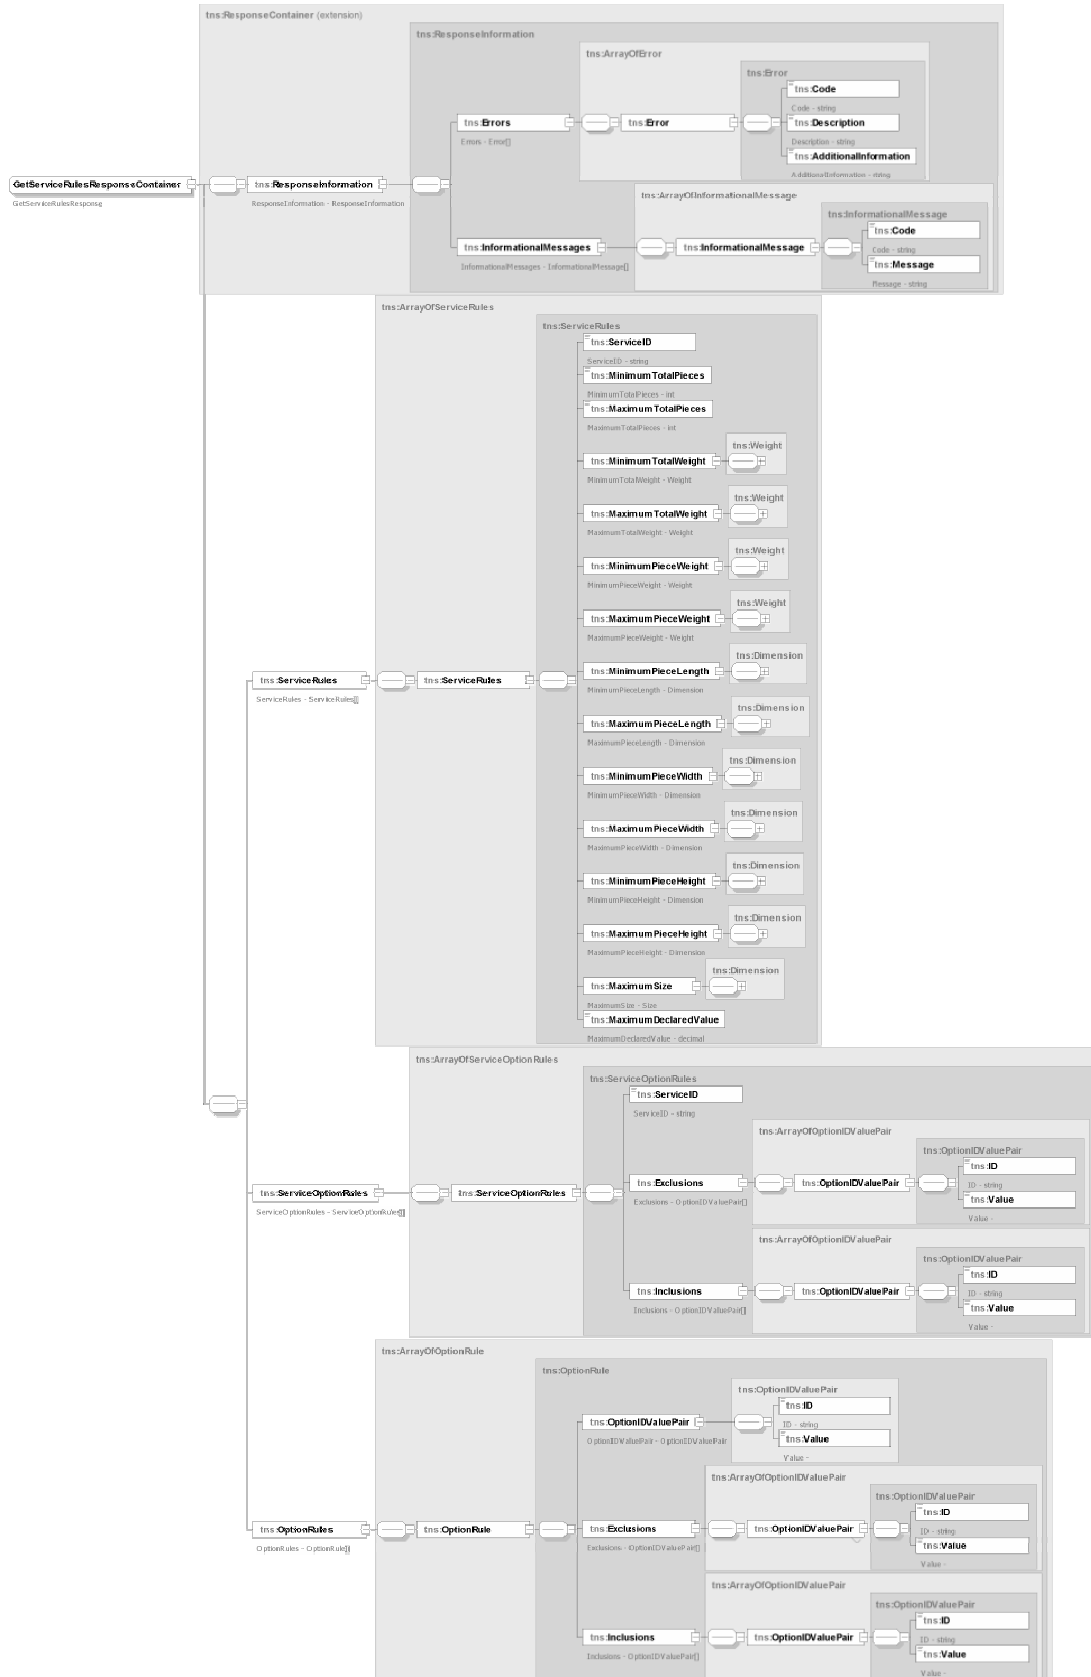 tns:ResponseContainer (extension)
tns:ResponseInformation
tns:ArrayOfError
tns:Error
tns:Code
Code - string
tns:Errors
tns:Error
tns:Description
Errors - Error[]
Description - string
tns:AdditionalInformation
AdditionalInformation - string
GetServiceRulesResponseContainer
tns:ResponseInformation
GetServiceRulesResponse
ResponseInformation - ResponseInformation
tns:ArrayOfInformationalMessage
tns:InformationalMessage
tns:Code
tns:InformationalMessages
tns:InformationalMessage
Code - string
InformationalMessages - InformationalMessage[]
tns:Message
Message - string
tns:ArrayOfServiceRules
tns:ServiceRules
tns:ServiceID
ServiceID - string
tns:MinimumTotalPieces
MinimumTotalPieces - int
tns:MaximumTotalPieces
MaximumTotalPieces - int
tns:Weight
tns:MinimumTotalWeight
MinimumTotalWeight - Weight
tns:Weight
tns:MaximumTotalWeight
MaximumTotalWeight - Weight
tns:Weight
tns:MinimumPieceWeight
MinimumPieceWeight - Weight
tns:Weight
tns:MaximumPieceWeight
MaximumPieceWeight - Weight
tns:Dimension
tns:ServiceRules
tns:ServiceRules
tns:MinimumPieceLength
ServiceRules - ServiceRules[]
MinimumPieceLength - Dimension
tns:Dimension
tns:MaximumPieceLength
MaximumPieceLength - Dimension
tns:Dimension
tns:MinimumPieceWidth
MinimumPieceWidth - Dimension
tns:Dimension
tns:MaximumPieceWidth
MaximumPieceWidth - Dimension
tns:Dimension
tns:MinimumPieceHeight
MinimumPieceHeight - Dimension
tns:Dimension
tns:MaximumPieceHeight
MaximumPieceHeight - Dimension
tns:Dimension
tns:MaximumSize
MaximumSize - Size
tns:MaximumDeclaredValue
MaximumDeclaredValue - decimal
tns:ArrayOfServiceOptionRules
tns:ServiceOptionRules
tns:ServiceID
ServiceID - string
tns:ArrayOfOptionIDValuePair
tns:OptionIDValuePair
tns:ID
tns:Exclusions
tns:OptionIDValuePair
ID - string
Exclusions - OptionIDValuePair[]
tns:Value
Value -
tns:ServiceOptionRules
tns:ServiceOptionRules
ServiceOptionRules - ServiceOptionRules[]
tns:ArrayOfOptionIDValuePair
tns:OptionIDValuePair
tns:ID
tns:Inclusions
tns:OptionIDValuePair
ID - string
Inclusions - OptionIDValuePair[]
tns:Value
Value -
tns:ArrayOfOptionRule
tns:OptionRule
tns:OptionIDValuePair
tns:ID
tns:OptionIDValuePair
ID - string
OptionIDValuePair - OptionIDValuePair
tns:Value
Value -
tns:ArrayOfOptionIDValuePair
tns:OptionIDValuePair
tns:ID
tns:OptionRules
tns:OptionRule
tns:Exclusions
tns:OptionIDValuePair
ID - string
OptionRules - OptionRule[]
Exclusions - OptionIDValuePair[]
tns:Value
Value -
tns:ArrayOfOptionIDValuePair
tns:OptionIDValuePair
tns:ID
tns:Inclusions
tns:OptionIDValuePair
ID - string
Inclusions - OptionIDValuePair[]
tns:Value
Value -